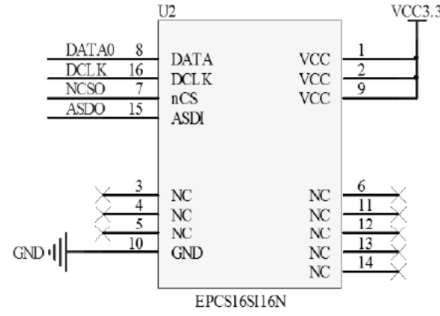 U2
VCC3.3
DATA0 8 DATA VCC 1
DCLK 16 DCLK VCC 2
NCSO 7 nCS VCC 9
ASDO 15 ASDI
3 NC NC 6
4 NC NC 11
5 NC NC 12
GND 10 GND NC 13
NC 14
EPCS16SI16N